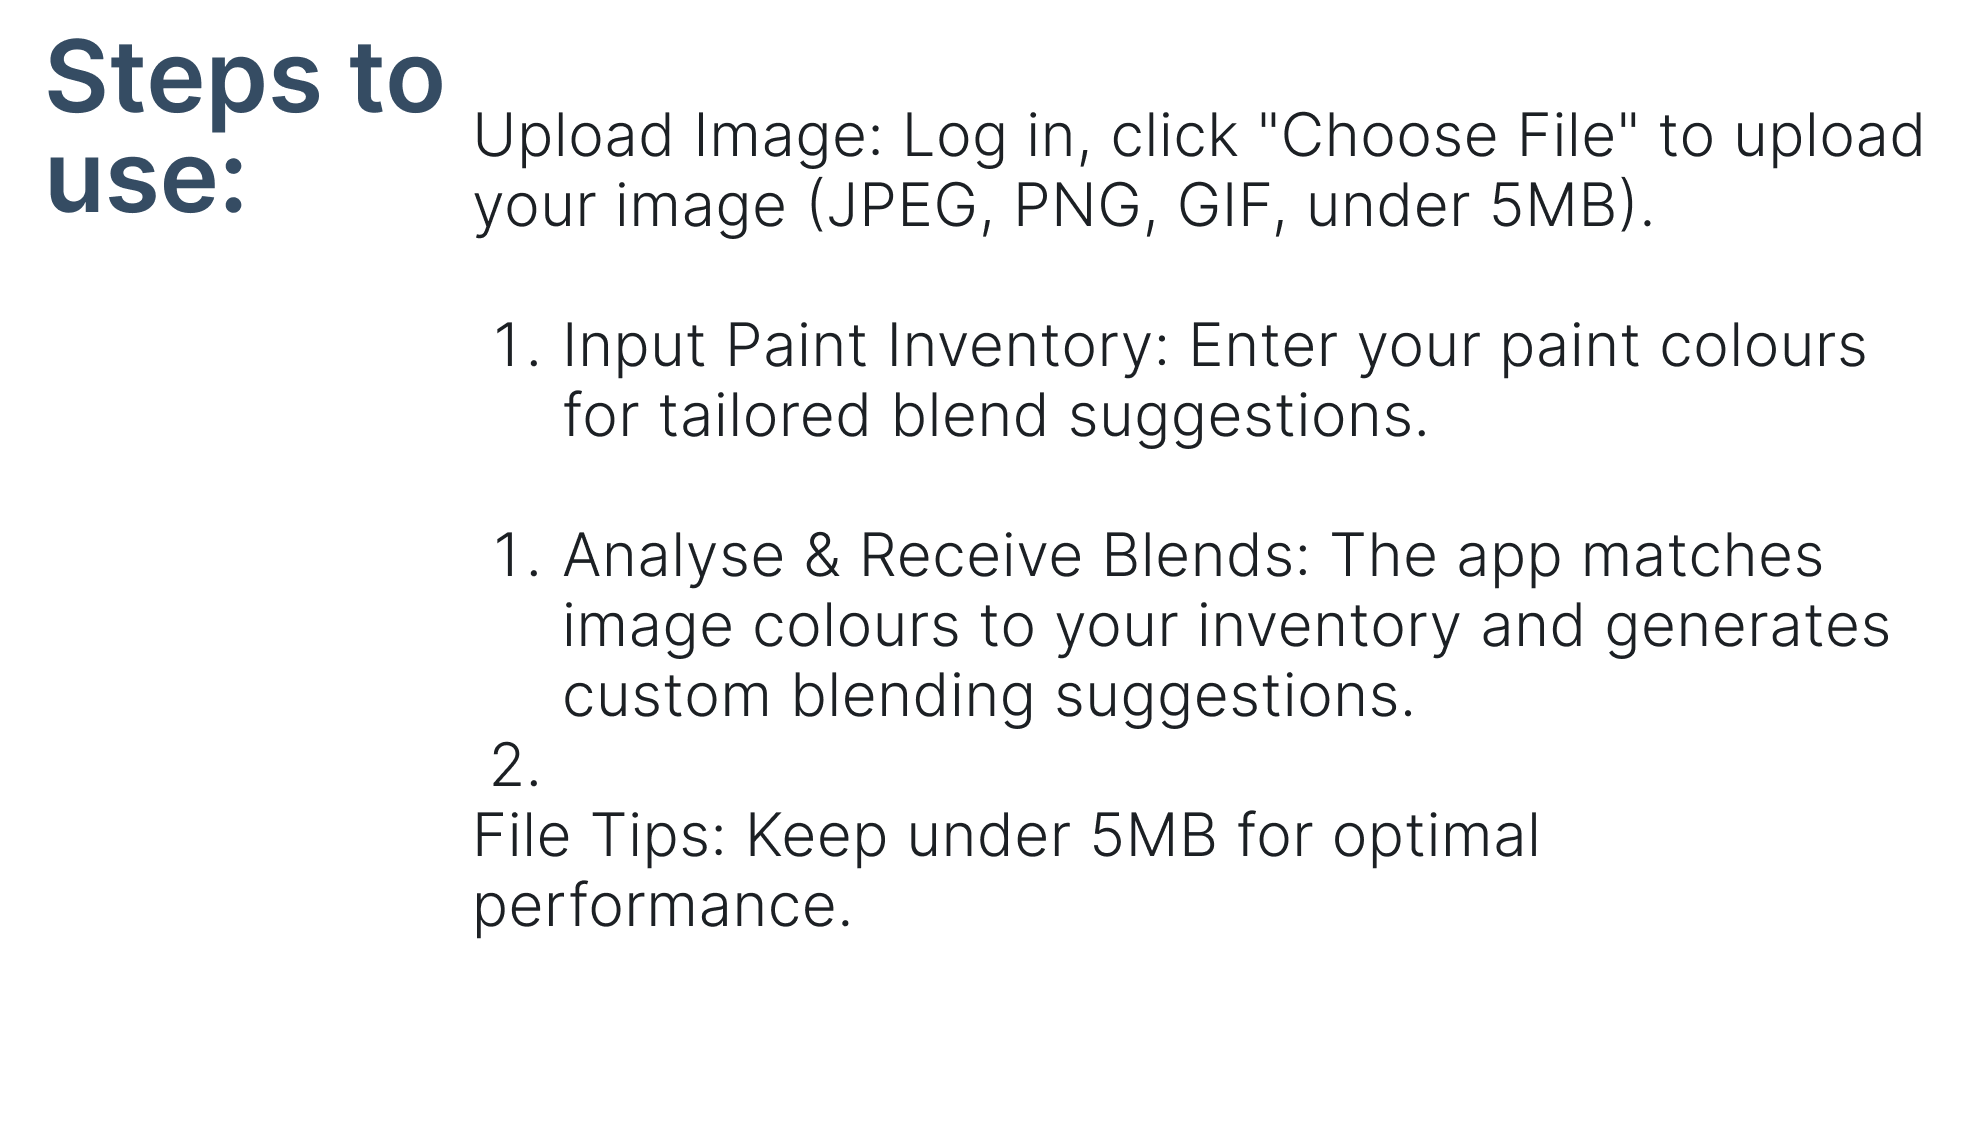 Steps to
use:
Upload Image: Log in, click "Choose File" to upload
your image (JPEG, PNG, GIF, under 5MB).
1. Input Paint Inventory: Enter your paint colours
for tailored blend suggestions.
1. Analyse & Receive Blends: The app matches
image colours to your inventory and generates
custom blending suggestions.
2.
File Tips: Keep under 5MB for optimal
performance.